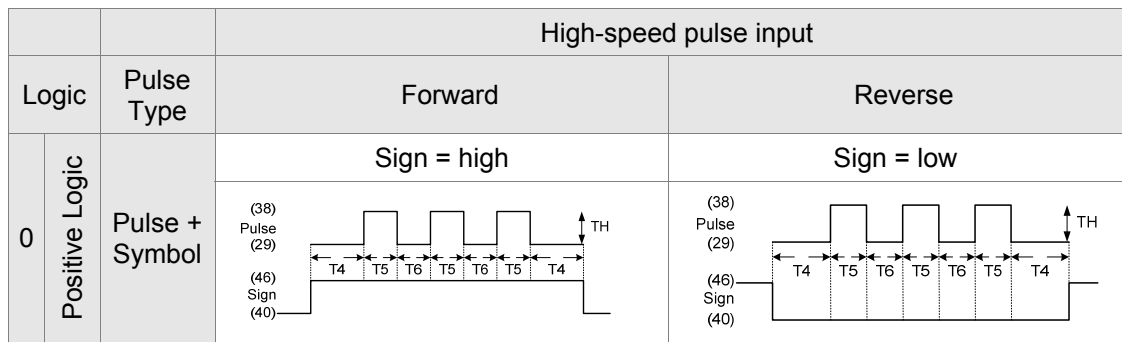 High-speed pulse input
Logic
Pulse
Type
Forward
Reverse
0
Positive Logic
Pulse +
Symbol
Sign = high
Sign = low
(38)
Pulse
(29)
TH
T4 T5 T6 T5 T6 T5 T4
(46)
Sign
(40)
(38)
Pulse
(29)
TH
T4 T5 T6 T5 T6 T5 T4
(46)
Sign
(40)